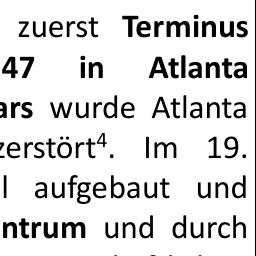 zuerst Terminus
47 in Atlanta
ars wurde Atlanta
zerstört⁴. Im 19.
l aufgebaut und
ntrum und durch